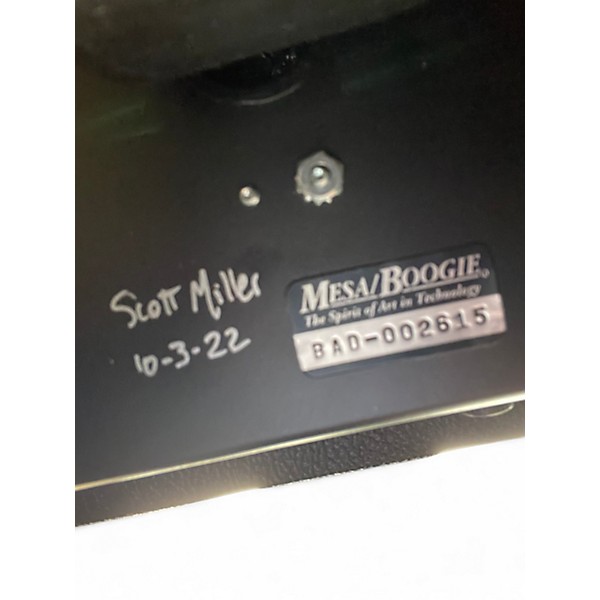 Scott Miller
10-3-22
MESA/BOOGIE
The Spirit of Art in Technology
BAD-002615